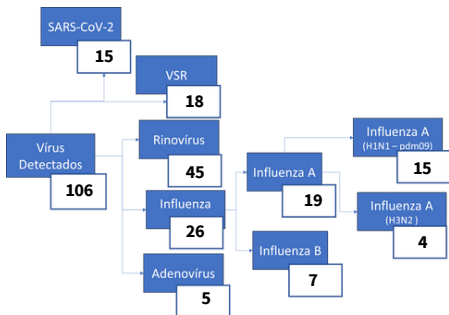 SARS-CoV-2
15
VSR
18
Vírus
Detectados
106
Rinovírus
45
Influenza
26
Adenovírus
5
Influenza A
19
Influenza B
7
Influenza A
(H1N1 – pdm09)
15
Influenza A
(H3N2 )
4